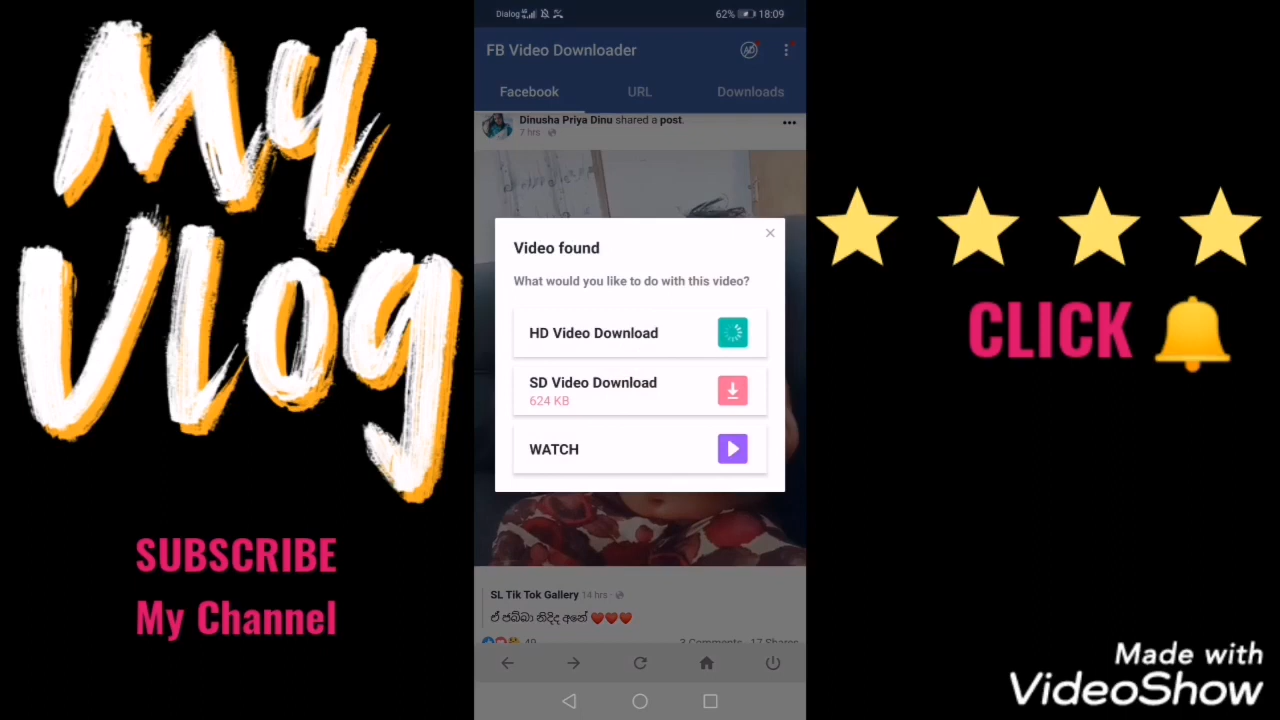 My
Vlog
SUBSCRIBE
My Channel
Dialog 62% 18:09
FB Video Downloader
AD
Facebook URL Downloads
Dinusha Priya Dinu shared a post.
7 hrs
Video found
What would you like to do with this video?
HD Video Download
SD Video Download
624 KB
WATCH
SL Tik Tok Gallery 14 hrs
ඒ ජබ්බා නිදිද අනේ
49 3 Comments · 17 Shares
CLICK
Made with
VideoShow